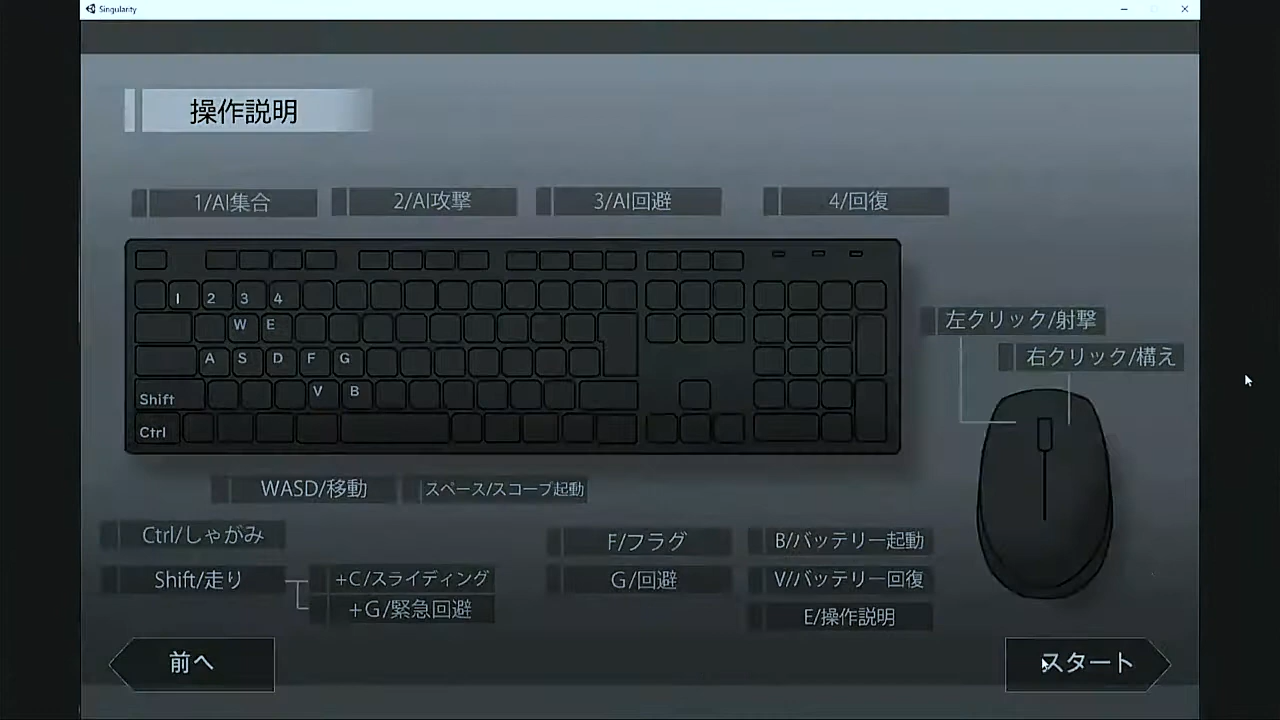 Singularity
操作説明
1/AI集合
2/AI攻撃
3/AI回避
4/回復
1 2 3 4
W E
A S D F G
Shift
V B
Ctrl
左クリック/射撃
右クリック/構え
WASD/移動
スペース/スコープ起動
Ctrl/しゃがみ
Shift/走り
+C/スライディング
+G/緊急回避
F/フラグ
G/回避
B/バッテリー起動
V/バッテリー回復
E/操作説明
前へ
スタート